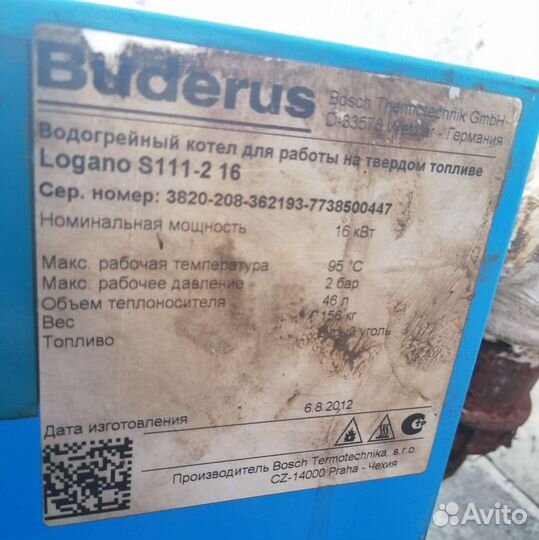 Buderus
Bosch Thermotechnik GmbH
D-35576 Wetzlar - Германия
Водогрейный котел для работы на твердом топливе
Logano S111-2 16
Сер. номер: 3820-208-362193-7738500447
Номинальная мощность 16 кВт
Макс. рабочая температура 95 °C
Макс. рабочее давление 2 бар
Объем теплоносителя 46 л
Вес 156 кг
Топливо уголь
Дата изготовления 6.8.2012
Производитель Bosch Termotechnika, s.r.o.
CZ-14000 Praha - Чехия
Avito